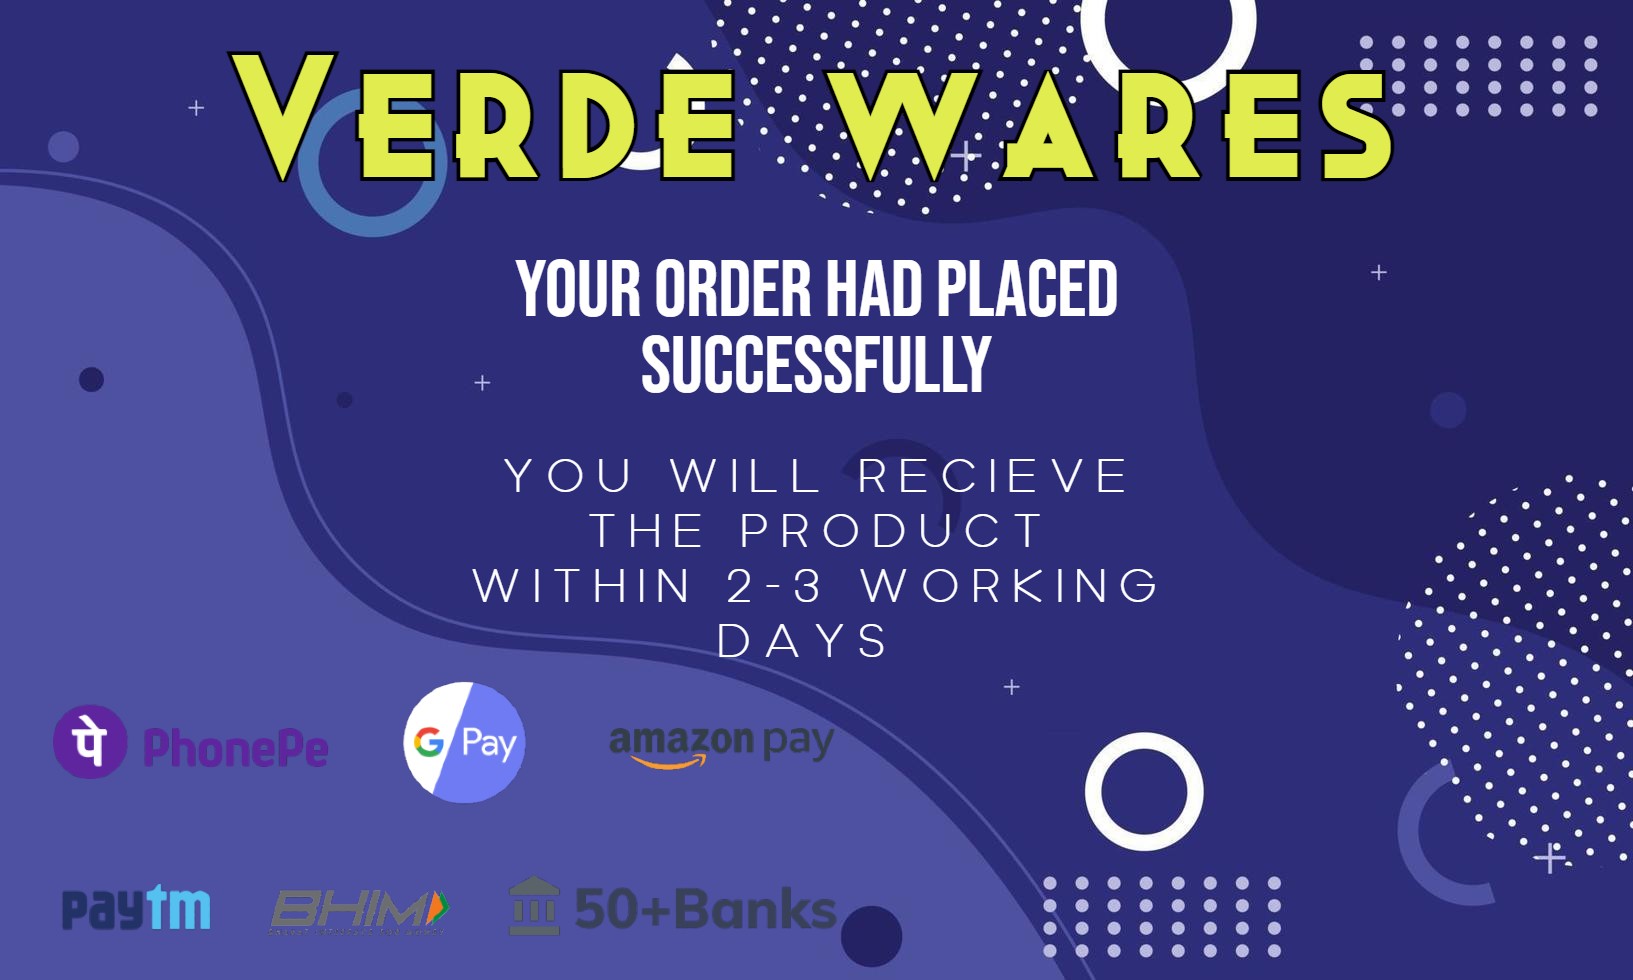 VERDE WARES
YOUR ORDER HAD PLACED
SUCCESSFULLY
YOU WILL RECIEVE
THE PRODUCT
WITHIN 2-3 WORKING
DAYS
पे PhonePe
G Pay
amazon pay
paytm
BHIM
50+Banks